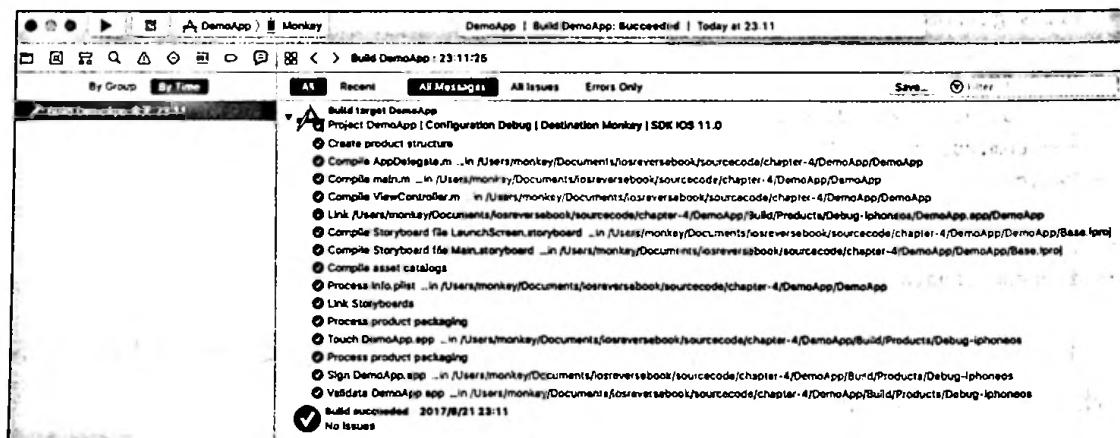 DemoApp 〉 Monkey
DemoApp | Build DemoApp: Succeeded | Today at 23:11
Build DemoApp : 23:11:25
By Group By Time
All Recent All Messages All Issues Errors Only Save... Filter
23:11
Build target DemoApp
Project DemoApp | Configuration Debug | Destination Monkey | SDK iOS 11.0
Create product structure
Compile AppDelegate.m ...in /Users/monkey/Documents/iosreversebook/sourcecode/chapter-4/DemoApp/DemoApp
Compile main.m ...in /Users/monkey/Documents/iosreversebook/sourcecode/chapter-4/DemoApp/DemoApp
Compile ViewController.m ...in /Users/monkey/Documents/iosreversebook/sourcecode/chapter-4/DemoApp/DemoApp
Link /Users/monkey/Documents/iosreversebook/sourcecode/chapter-4/DemoApp/Build/Products/Debug-iphoneos/DemoApp.app/DemoApp
Compile Storyboard file LaunchScreen.storyboard ...in /Users/monkey/Documents/iosreversebook/sourcecode/chapter-4/DemoApp/DemoApp/Base.lproj
Compile Storyboard file Main.storyboard ...in /Users/monkey/Documents/iosreversebook/sourcecode/chapter-4/DemoApp/DemoApp/Base.lproj
Compile asset catalogs
Process Info.plist ...in /Users/monkey/Documents/iosreversebook/sourcecode/chapter-4/DemoApp/DemoApp
Link Storyboards
Process product packaging
Touch DemoApp.app ...in /Users/monkey/Documents/iosreversebook/sourcecode/chapter-4/DemoApp/Build/Products/Debug-iphoneos
Process product packaging
Sign DemoApp.app ...in /Users/monkey/Documents/iosreversebook/sourcecode/chapter-4/DemoApp/Build/Products/Debug-iphoneos
Validate DemoApp.app ...in /Users/monkey/Documents/iosreversebook/sourcecode/chapter-4/DemoApp/Build/Products/Debug-iphoneos
Build succeeded 2017/8/21 23:11
No issues